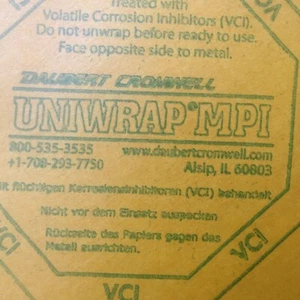 Treated with
Volatile Corrosion Inhibitors (VCI).
Do not unwrap before ready to use.
Face opposite side to metal.
DAUBERT CROMWELL
UNIWRAP® MPI
800-535-3535 www.daubertcromwell.com
+1-708-293-7750 Alsip, IL 60803
mit flüchtigen Korrosionsinhibitoren (VCI) behandelt
Nicht vor dem Einsatz auspacken
Rückseite des Papiers gegen das
Metall ausrichten.
VCI
VCI
VCI